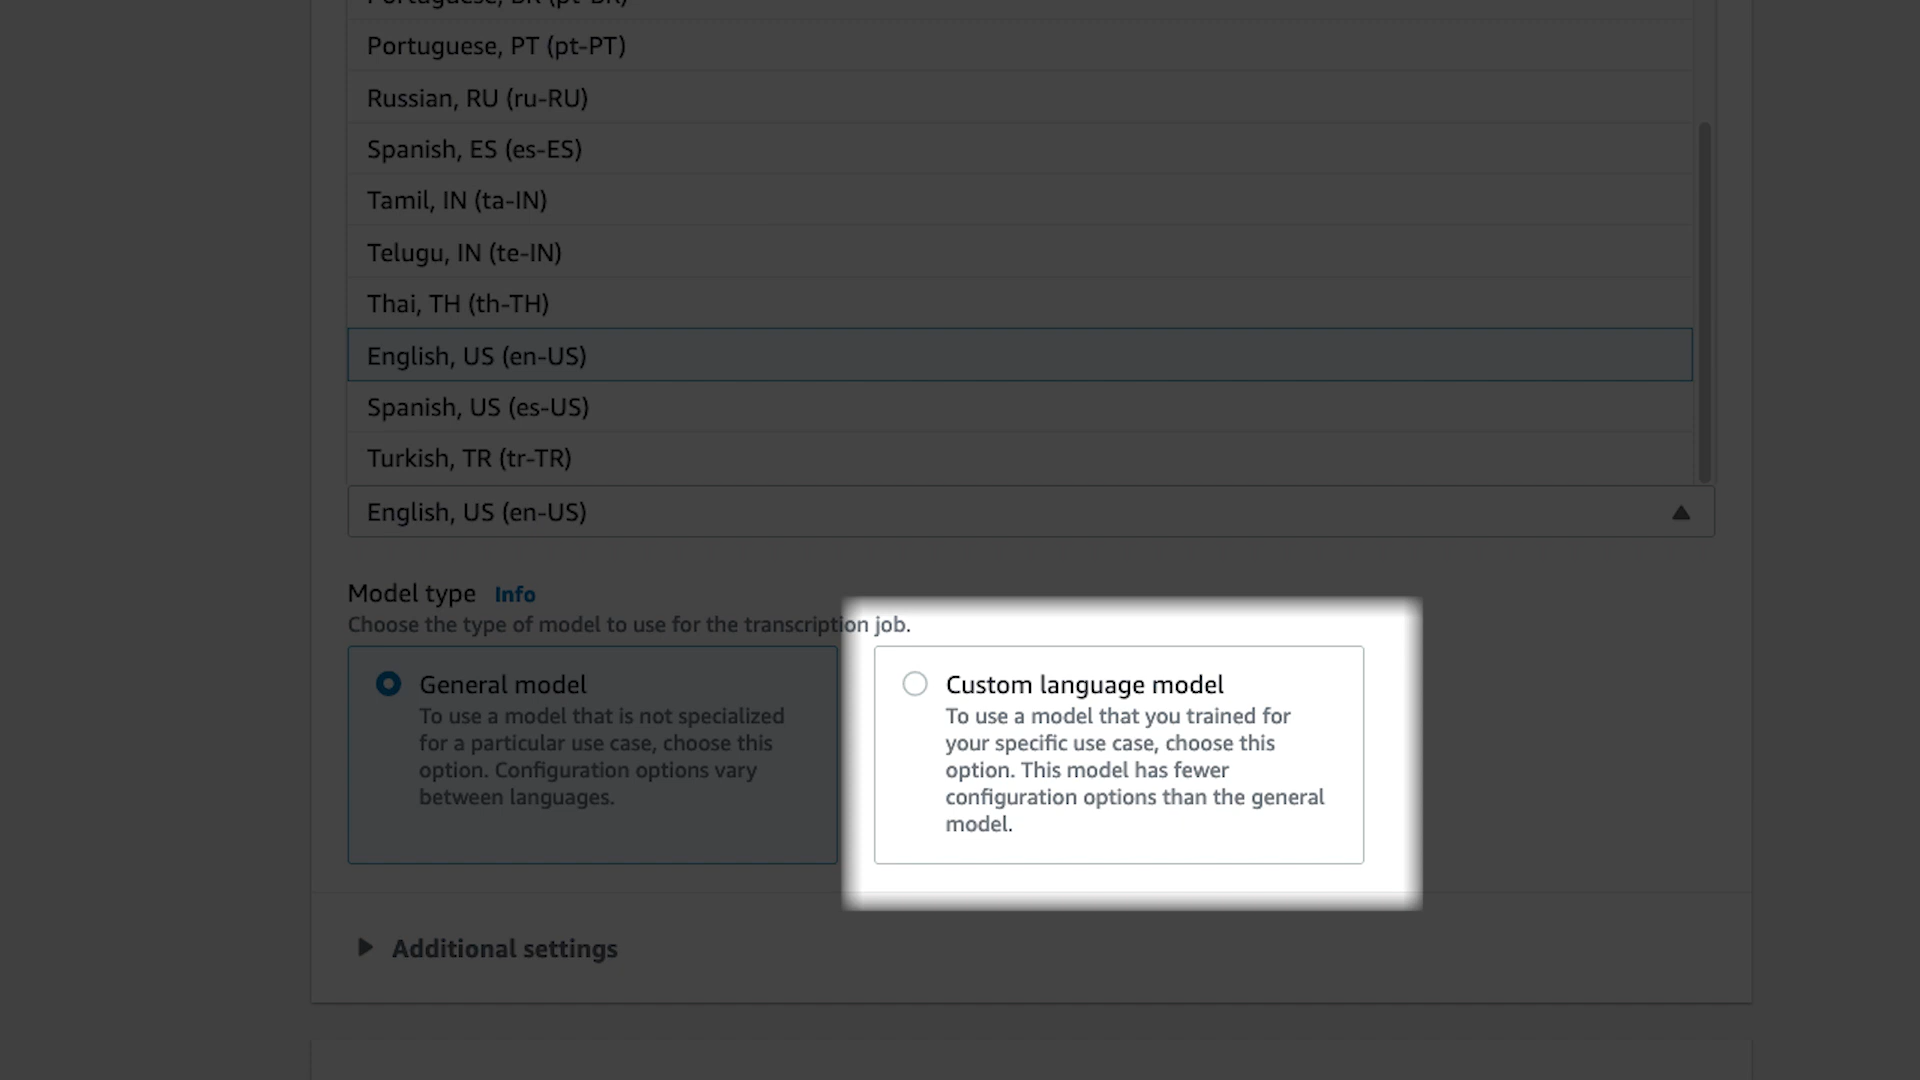 Portuguese, BR (pt-BR)
Portuguese, PT (pt-PT)
Russian, RU (ru-RU)
Spanish, ES (es-ES)
Tamil, IN (ta-IN)
Telugu, IN (te-IN)
Thai, TH (th-TH)
English, US (en-US)
Spanish, US (es-US)
Turkish, TR (tr-TR)
English, US (en-US)
Model type Info
Choose the type of model to use for the transcription job.
General model
To use a model that is not specialized
for a particular use case, choose this
option. Configuration options vary
between languages.
Custom language model
To use a model that you trained for
your specific use case, choose this
option. This model has fewer
configuration options than the general
model.
Additional settings